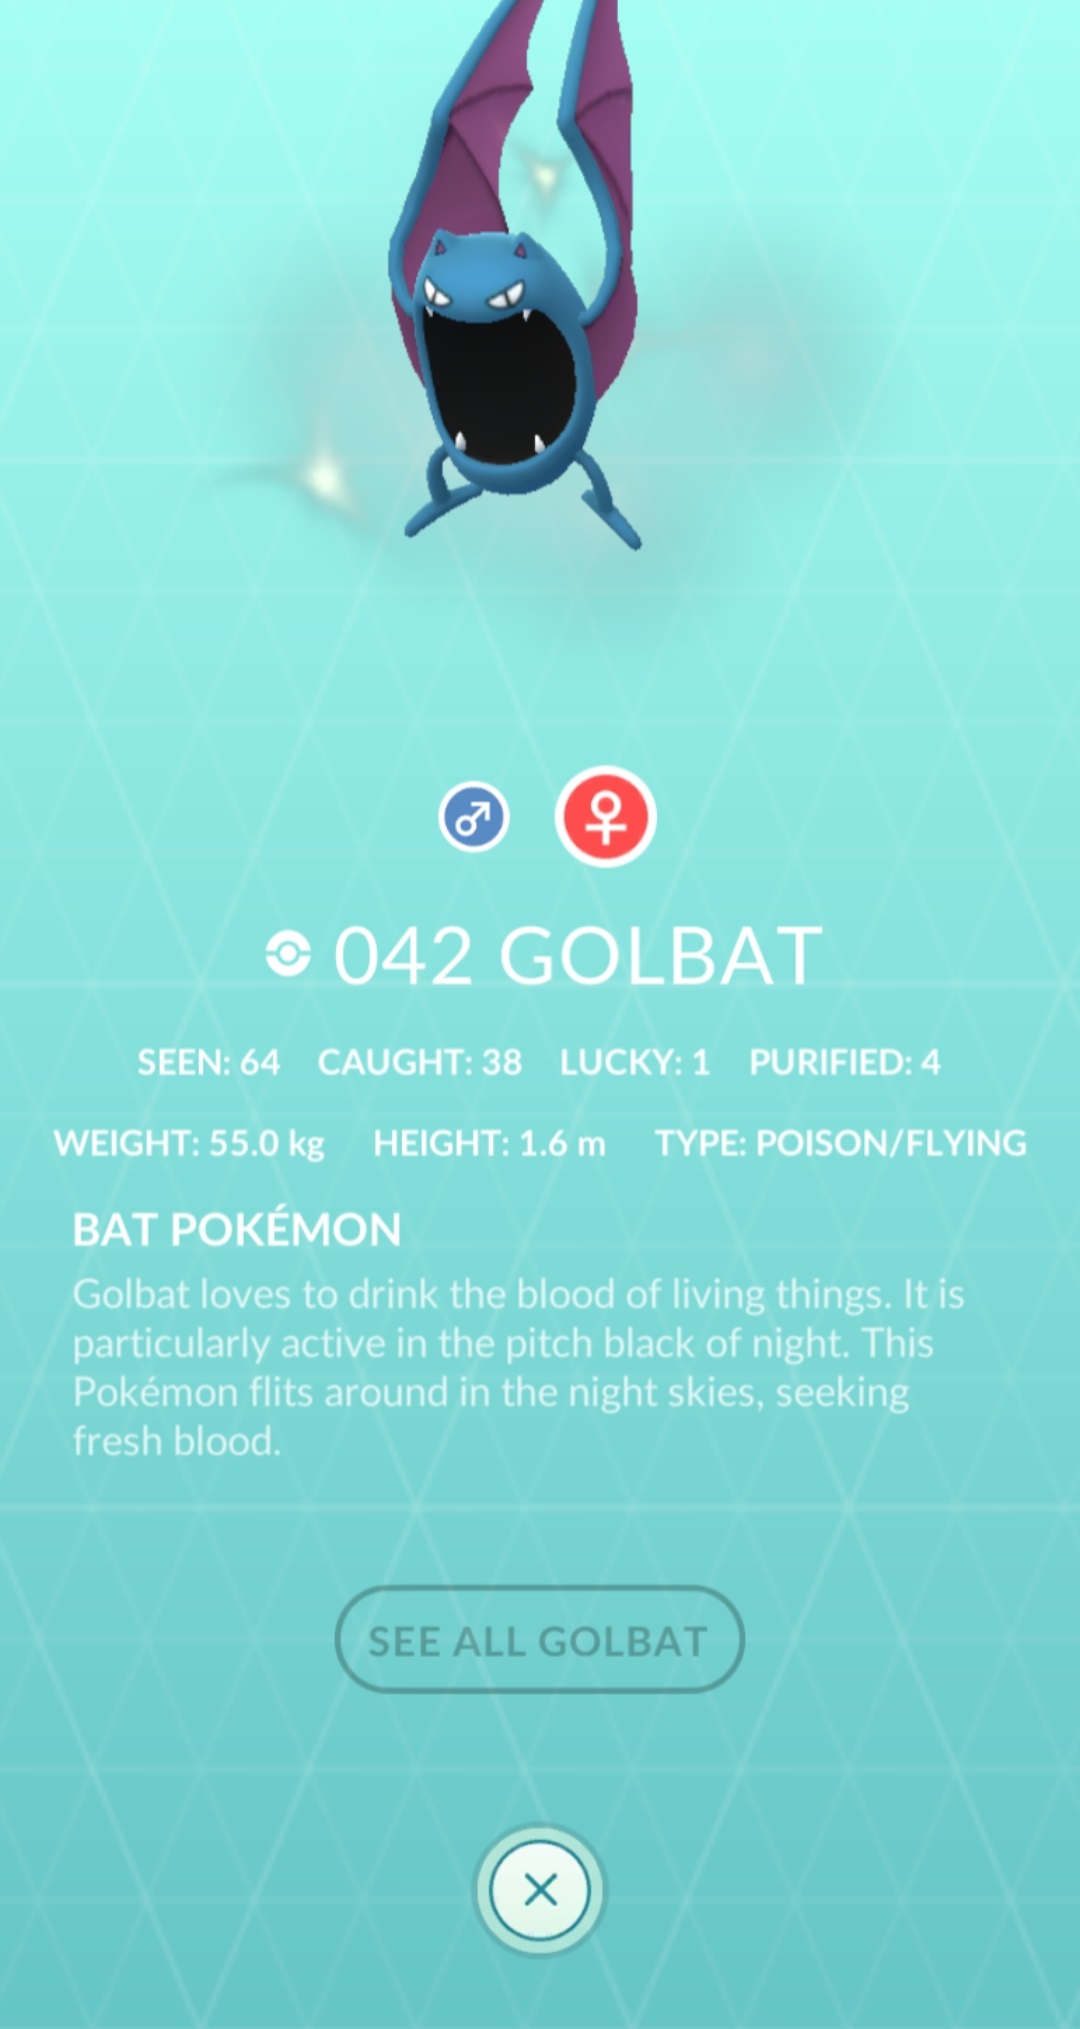 042 GOLBAT
SEEN: 64 CAUGHT: 38 LUCKY: 1 PURIFIED: 4
WEIGHT: 55.0 kg HEIGHT: 1.6 m TYPE: POISON/FLYING
BAT POKÉMON
Golbat loves to drink the blood of living things. It is
particularly active in the pitch black of night. This
Pokémon flits around in the night skies, seeking
fresh blood.
SEE ALL GOLBAT